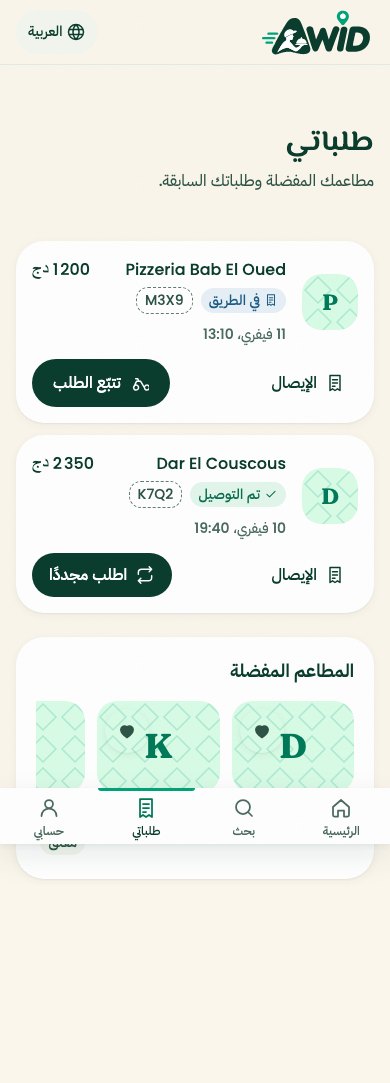 AWID
العربية
طلباتي
مطاعمك المفضلة وطلباتك السابقة.
P
Pizzeria Bab El Oued
1200 دج
في الطريق
M3X9
11 فيفري، 13:10
الإيصال
تتبّع الطلب
D
Dar El Couscous
2350 دج
تم التوصيل
K7Q2
10 فيفري، 19:40
الإيصال
اطلب مجددًا
المطاعم المفضلة
D
K
الرئيسية
بحث
طلباتي
حسابي